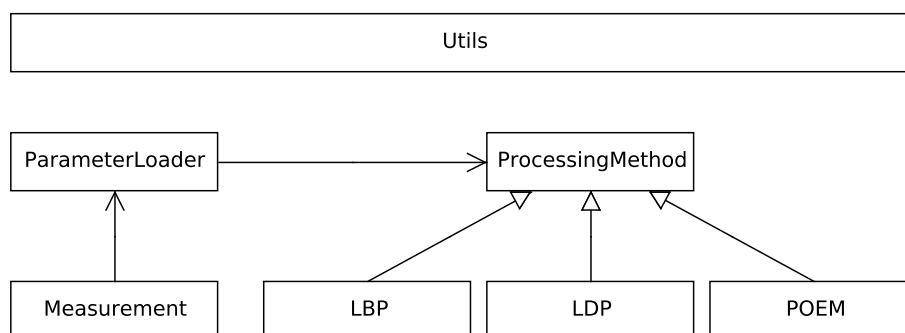 Utils
ParameterLoader
ProcessingMethod
Measurement
LBP
LDP
POEM